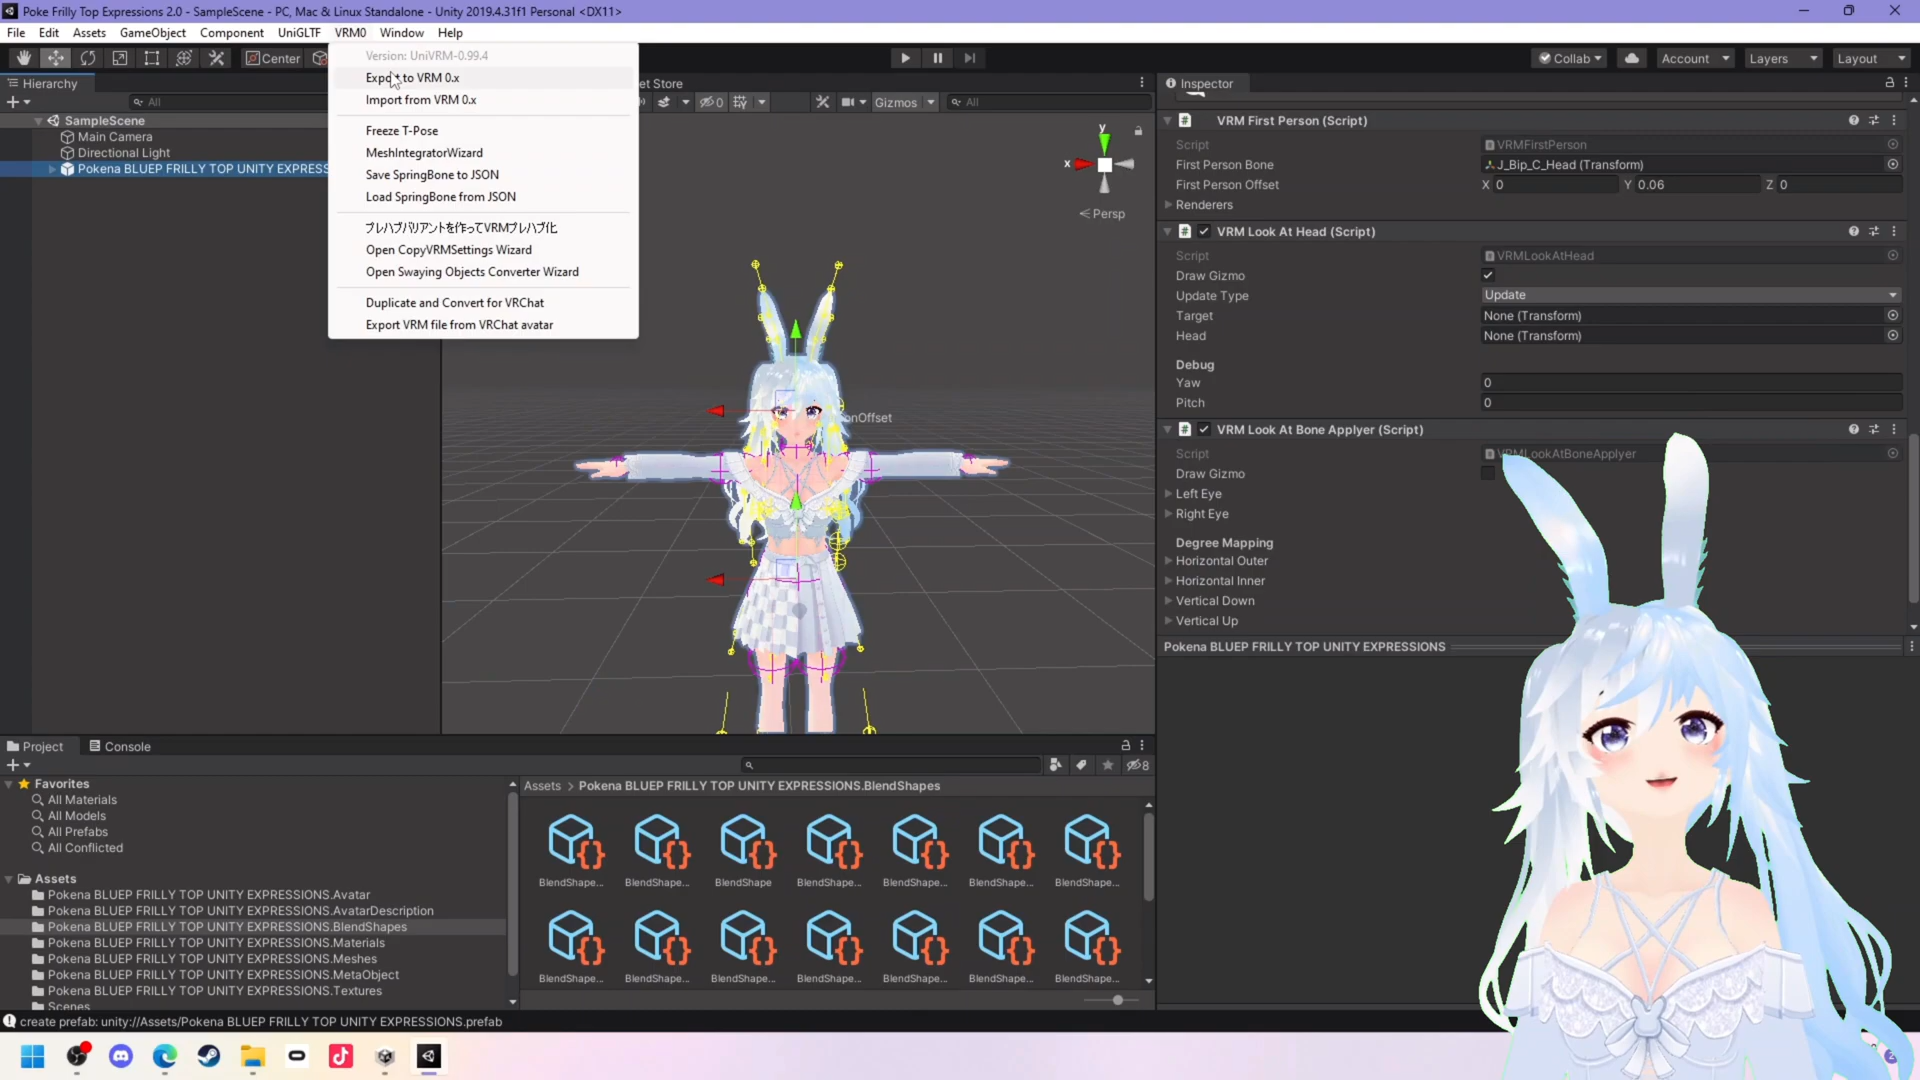 Poke Frilly Top Expressions 2.0 - SampleScene - PC, Mac & Linux Standalone - Unity 2019.4.31f1 Personal <DX11>
File Edit Assets GameObject Component UniGLTF VRM0 Window Help
Center
Collab
Account
Layers
Layout
Version: UniVRM-0.99.4
Export to VRM 0.x
Import from VRM 0.x
Freeze T-Pose
MeshIntegratorWizard
Save SpringBone to JSON
Load SpringBone from JSON
プレハブバリアントを作ってVRMプレハブ化
Open CopyVRMSettings Wizard
Open Swaying Objects Converter Wizard
Duplicate and Convert for VRChat
Export VRM file from VRChat avatar
Hierarchy
All
SampleScene
Main Camera
Directional Light
Pokena BLUEP FRILLY TOP UNITY EXPRESS
et Store
0
Gizmos
All
y
x
Persp
onOffset
Inspector
VRM First Person (Script)
Script VRMFirstPerson
First Person Bone J_Bip_C_Head (Transform)
First Person Offset X 0 Y 0.06 Z 0
Renderers
VRM Look At Head (Script)
Script VRMLookAtHead
Draw Gizmo
Update Type Update
Target None (Transform)
Head None (Transform)
Debug
Yaw 0
Pitch 0
VRM Look At Bone Applyer (Script)
Script VRMLookAtBoneApplyer
Draw Gizmo
Left Eye
Right Eye
Degree Mapping
Horizontal Outer
Horizontal Inner
Vertical Down
Vertical Up
Pokena BLUEP FRILLY TOP UNITY EXPRESSIONS
Project Console
8
Favorites
All Materials
All Models
All Prefabs
All Conflicted
Assets
Pokena BLUEP FRILLY TOP UNITY EXPRESSIONS.Avatar
Pokena BLUEP FRILLY TOP UNITY EXPRESSIONS.AvatarDescription
Pokena BLUEP FRILLY TOP UNITY EXPRESSIONS.BlendShapes
Pokena BLUEP FRILLY TOP UNITY EXPRESSIONS.Materials
Pokena BLUEP FRILLY TOP UNITY EXPRESSIONS.Meshes
Pokena BLUEP FRILLY TOP UNITY EXPRESSIONS.MetaObject
Pokena BLUEP FRILLY TOP UNITY EXPRESSIONS.Textures
Scenes
Assets > Pokena BLUEP FRILLY TOP UNITY EXPRESSIONS.BlendShapes
BlendShape... BlendShape... BlendShape BlendShape... BlendShape... BlendShape... BlendShape...
BlendShape... BlendShape... BlendShape... BlendShape... BlendShape... BlendShape... BlendShape...
create prefab: unity://Assets/Pokena BLUEP FRILLY TOP UNITY EXPRESSIONS.prefab